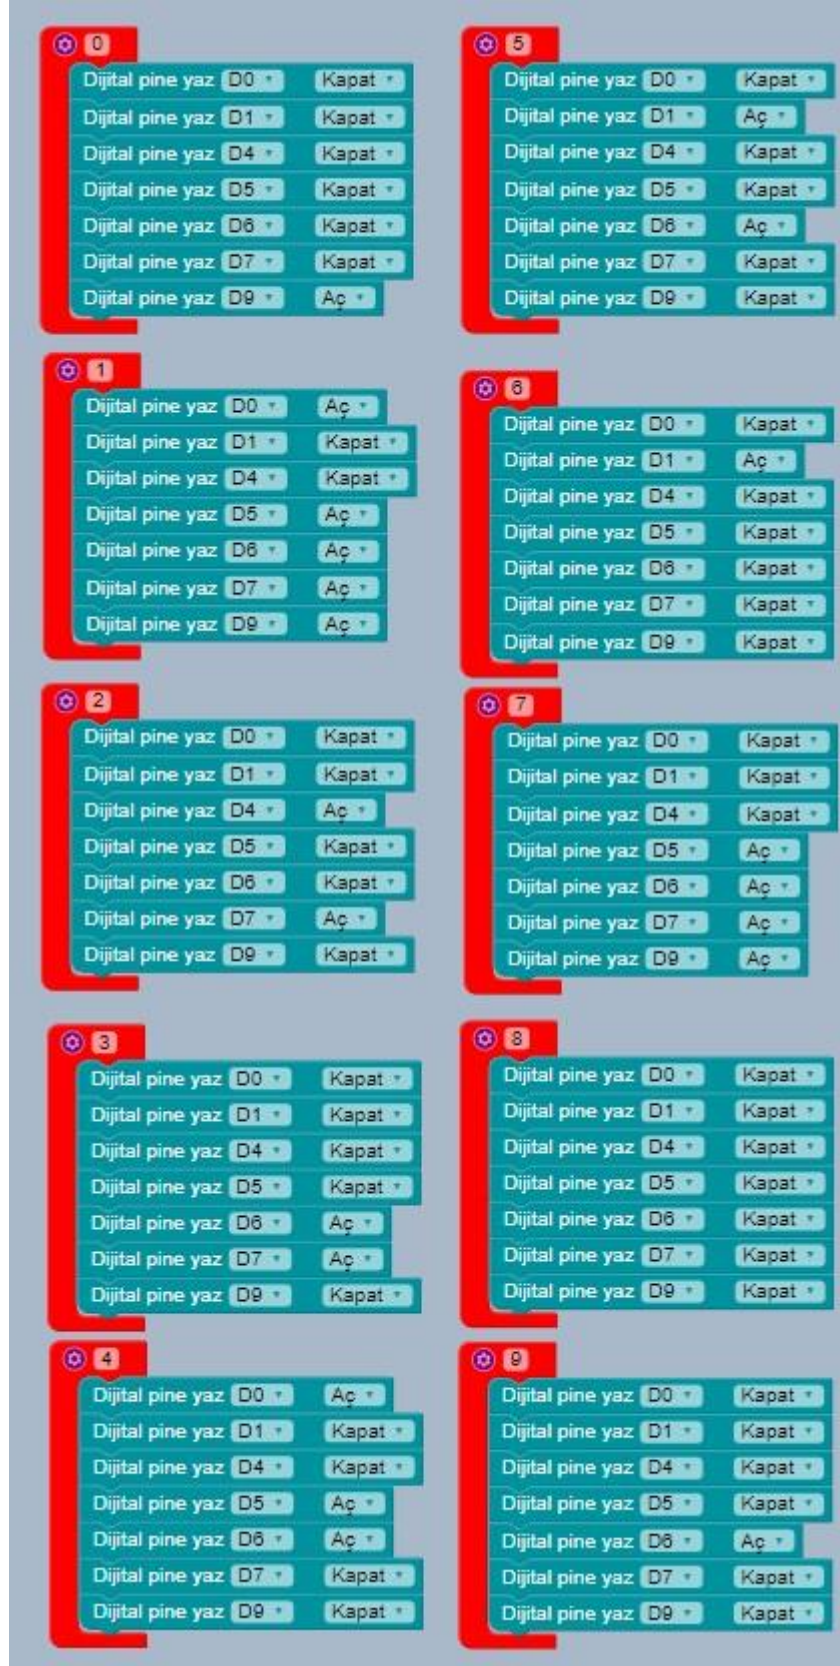 0
Dijital pine yaz D0 Kapat
Dijital pine yaz D1 Kapat
Dijital pine yaz D4 Kapat
Dijital pine yaz D5 Kapat
Dijital pine yaz D6 Kapat
Dijital pine yaz D7 Kapat
Dijital pine yaz D9 Aç
1
Dijital pine yaz D0 Aç
Dijital pine yaz D1 Kapat
Dijital pine yaz D4 Kapat
Dijital pine yaz D5 Aç
Dijital pine yaz D6 Aç
Dijital pine yaz D7 Aç
Dijital pine yaz D9 Aç
2
Dijital pine yaz D0 Kapat
Dijital pine yaz D1 Kapat
Dijital pine yaz D4 Aç
Dijital pine yaz D5 Kapat
Dijital pine yaz D6 Kapat
Dijital pine yaz D7 Aç
Dijital pine yaz D9 Kapat
3
Dijital pine yaz D0 Kapat
Dijital pine yaz D1 Kapat
Dijital pine yaz D4 Kapat
Dijital pine yaz D5 Kapat
Dijital pine yaz D6 Aç
Dijital pine yaz D7 Aç
Dijital pine yaz D9 Kapat
4
Dijital pine yaz D0 Aç
Dijital pine yaz D1 Kapat
Dijital pine yaz D4 Kapat
Dijital pine yaz D5 Aç
Dijital pine yaz D6 Aç
Dijital pine yaz D7 Kapat
Dijital pine yaz D9 Kapat
5
Dijital pine yaz D0 Kapat
Dijital pine yaz D1 Aç
Dijital pine yaz D4 Kapat
Dijital pine yaz D5 Kapat
Dijital pine yaz D6 Aç
Dijital pine yaz D7 Kapat
Dijital pine yaz D9 Kapat
6
Dijital pine yaz D0 Kapat
Dijital pine yaz D1 Aç
Dijital pine yaz D4 Kapat
Dijital pine yaz D5 Kapat
Dijital pine yaz D6 Kapat
Dijital pine yaz D7 Kapat
Dijital pine yaz D9 Kapat
7
Dijital pine yaz D0 Kapat
Dijital pine yaz D1 Kapat
Dijital pine yaz D4 Kapat
Dijital pine yaz D5 Aç
Dijital pine yaz D6 Aç
Dijital pine yaz D7 Aç
Dijital pine yaz D9 Aç
8
Dijital pine yaz D0 Kapat
Dijital pine yaz D1 Kapat
Dijital pine yaz D4 Kapat
Dijital pine yaz D5 Kapat
Dijital pine yaz D6 Kapat
Dijital pine yaz D7 Kapat
Dijital pine yaz D9 Kapat
9
Dijital pine yaz D0 Kapat
Dijital pine yaz D1 Kapat
Dijital pine yaz D4 Kapat
Dijital pine yaz D5 Kapat
Dijital pine yaz D6 Aç
Dijital pine yaz D7 Kapat
Dijital pine yaz D9 Kapat